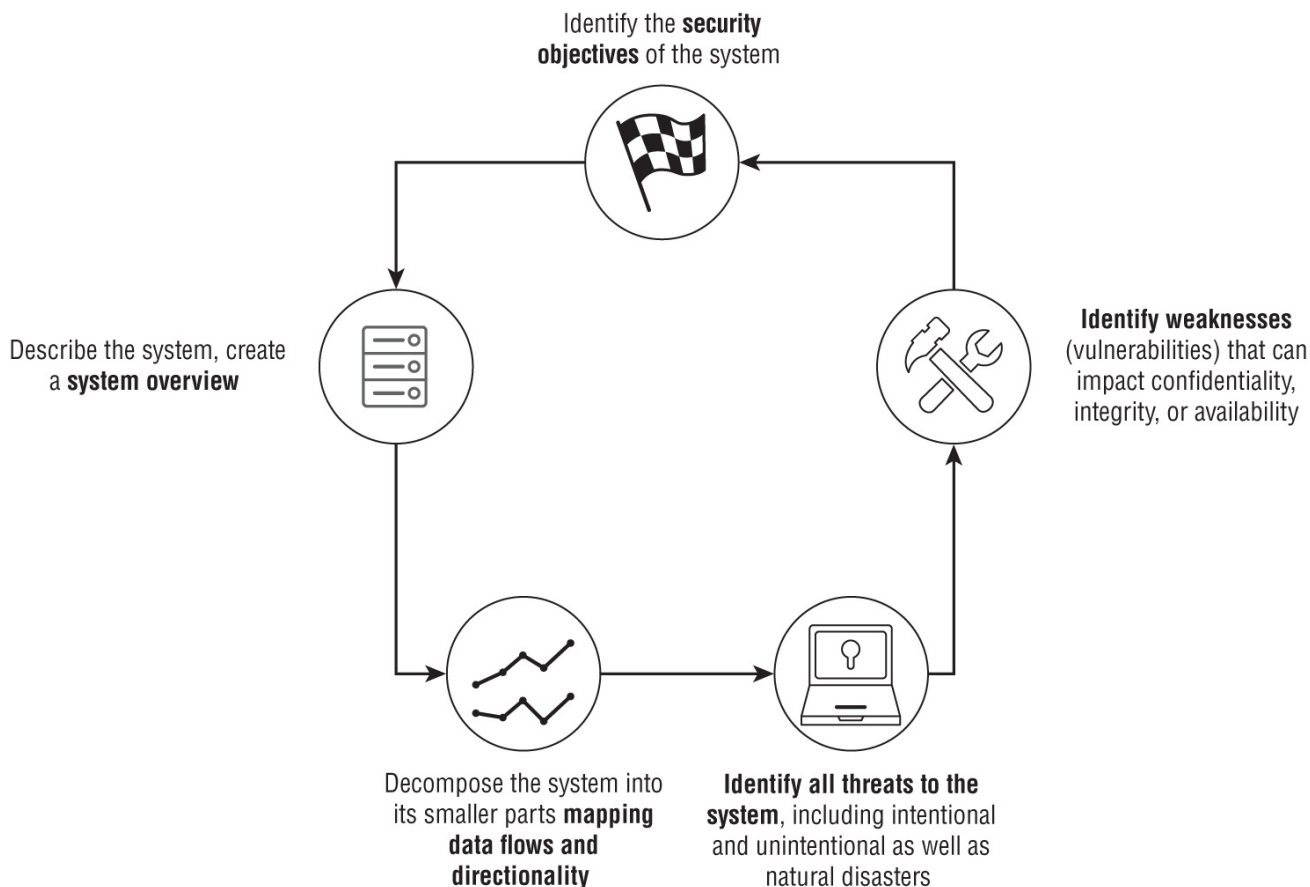 Identify the security
objectives of the system
Describe the system, create
a system overview
Decompose the system into
its smaller parts mapping
data flows and
directionality
Identify all threats to the
system, including intentional
and unintentional as well as
natural disasters
Identify weaknesses
(vulnerabilities) that can
impact confidentiality,
integrity, or availability